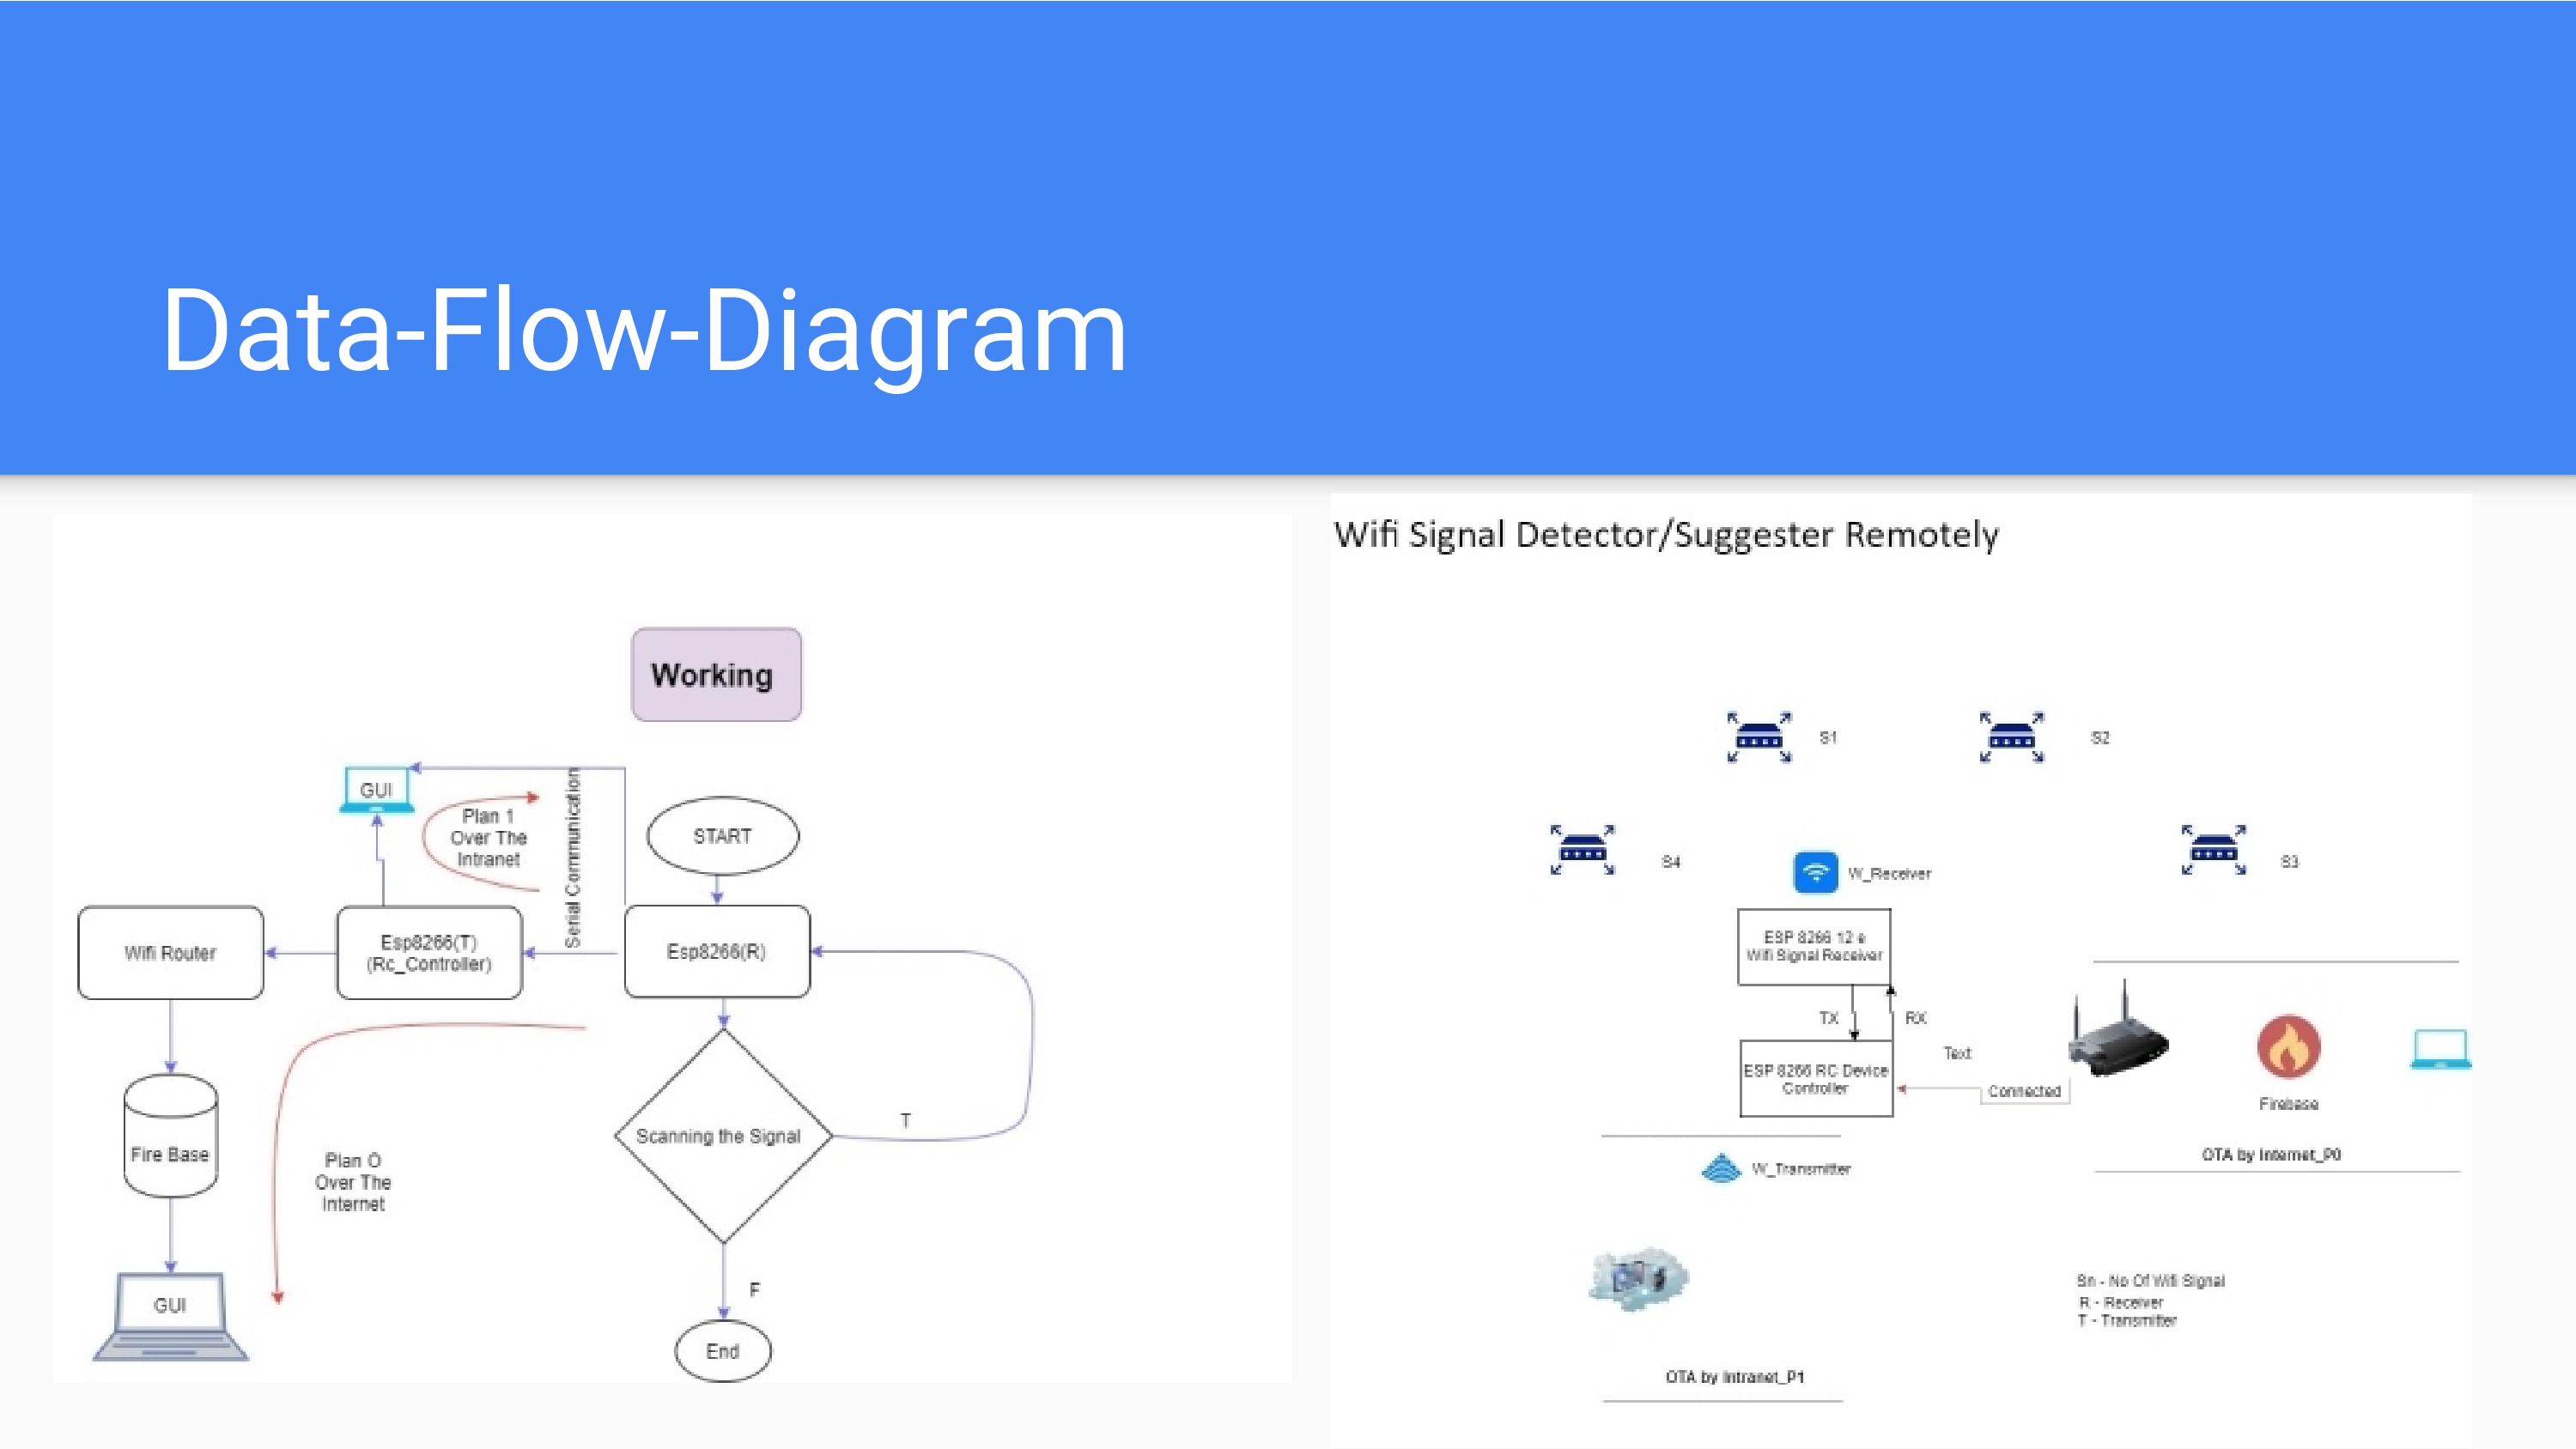 Data-Flow-Diagram
Working
GUI
Plan 1
Over The
Intranet
Serial Communication
START
Wifi Router
Esp8266(T)
(Rc_Controller)
Esp8266(R)
Scanning the Signal
T
Fire Base
Plan O
Over The
Internet
GUI
F
End
Wifi Signal Detector/Suggester Remotely
S1
S2
S4
S3
W_Receiver
ESP 8266 12 e
Wifi Signal Receiver
TX
RX
Text
ESP 8266 RC Device
Controller
Connected
Firebase
OTA by Internet_P0
W_Transmitter
Sn - No Of Wifi Signal
R - Receiver
T - Transmitter
OTA by Intranet_P1